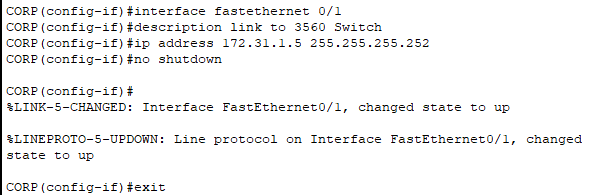 CORP(config-if)#interface fastethernet 0/1
CORP(config-if)#description link to 3560 Switch
CORP(config-if)#ip address 172.31.1.5 255.255.255.252
CORP(config-if)#no shutdown
CORP(config-if)#
%LINK-5-CHANGED: Interface FastEthernet0/1, changed state to up
%LINEPROTO-5-UPDOWN: Line protocol on Interface FastEthernet0/1, changed
state to up
CORP(config-if)#exit